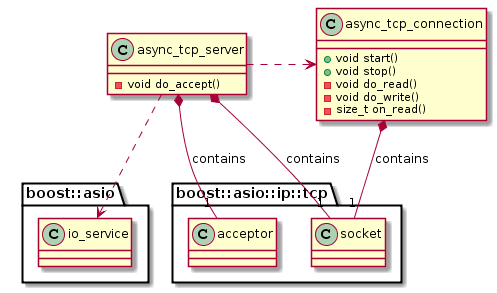 C async_tcp_connection
void start()
void stop()
void do_read()
void do_write()
size_t on_read()
C async_tcp_server
void do_accept()
contains
contains
contains
boost::asio
boost::asio::ip::tcp
1
1
1
C io_service
C acceptor
C socket